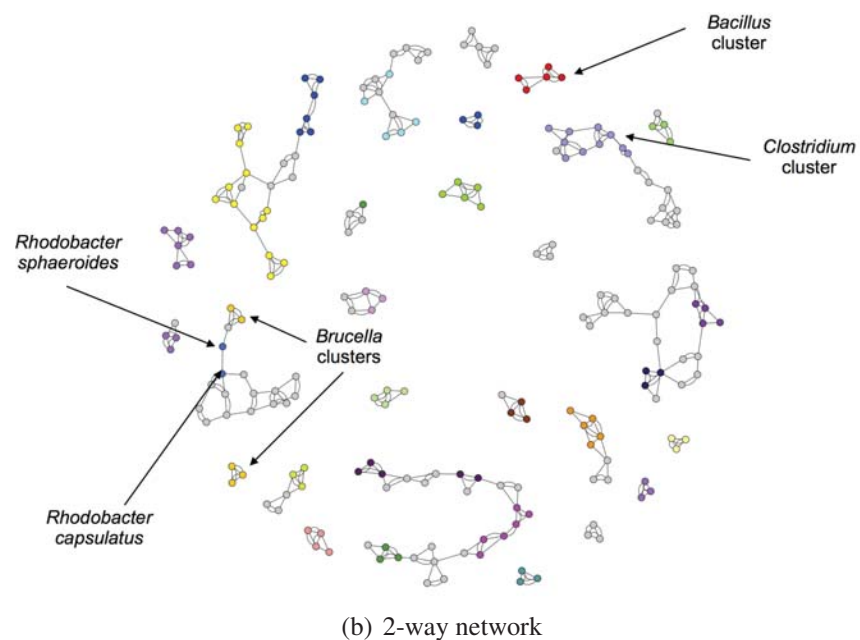 Bacillus
cluster
Clostridium
cluster
Rhodobacter
sphaeroides
Brucella
clusters
Rhodobacter
capsulatus
(b) 2-way network